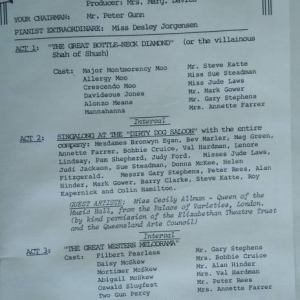 Producer: Mrs. Marg. Davies
YOUR CHAIRMAN: Mr. Peter Gunn
PIANIST EXTRAORDINAIRE: Miss Desley Jorgensen
ACT 1: "THE GREAT BOTTLE-NECK DIAMOND" (or the villainous
Shah of Shush)
Cast: Major Montmorency Moo Mr. Steve Katte
Allergy Moo Miss Sue Steadman
Crescendo Moo Miss Jude Laws
Davideous Jones Mr. Mark Gower
Alonzo Means Mr. Gary Stephens
Mannahanna Mrs. Annette Farrer
Interval
ACT 2: SINGALONG AT THE "DIRTY DOG SALOON" with the entire
company: Mesdames Bronwyn Egan, Bev Marler, Meg Green,
Annette Farrer, Bobbie Cruice, Val Hardman, Lenore
Lindsay, Pam Shephard, Judy Ford. Misses Jude Laws,
Judi Jackson, Sue Steadman, Donna McKee, Helen
Fitzgerald. Messrs Gary Stephens, Peter Rees, Alan
Hinder, Mark Gower, Barry Clarke, Steve Katte, Roy
Kapernick and Colin Hamilton.
GUEST ARTISTE: Miss Cecily Allman - Queen of the
Music Hall, from the Palace of Varieties, London.
(by kind permission of the Elizabethan Theatre Trust
and the Queensland Arts Council)
Interval
ACT 3: "THE GREAT WESTERN MELODRAMA"
Cast: Filbert Fearless Mr. Gary Stephens
Daisy McSkew Mrs. Bobbie Cruice
Mortimer McSkew Mr. Alan Hinder
Abigail McSkew Mrs. Val Hardman
Oswald Slugfest Mr. Peter Rees
Two Gun Percy Mrs. Annette Farrer